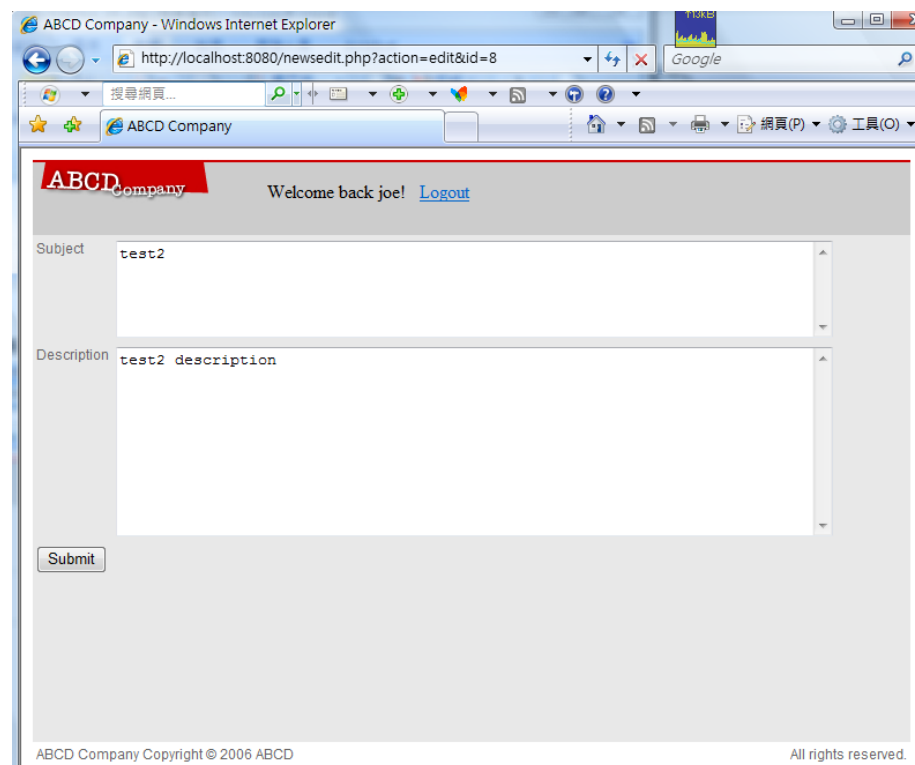 ABCD Company - Windows Internet Explorer
113KB
http://localhost:8080/newsedit.php?action=edit&id=8
Google
搜尋網頁...
ABCD Company
網頁(P)
工具(O)
ABCD Company
Welcome back joe! Logout
Subject
test2
Description
test2 description
Submit
ABCD Company Copyright © 2006 ABCD
All rights reserved.